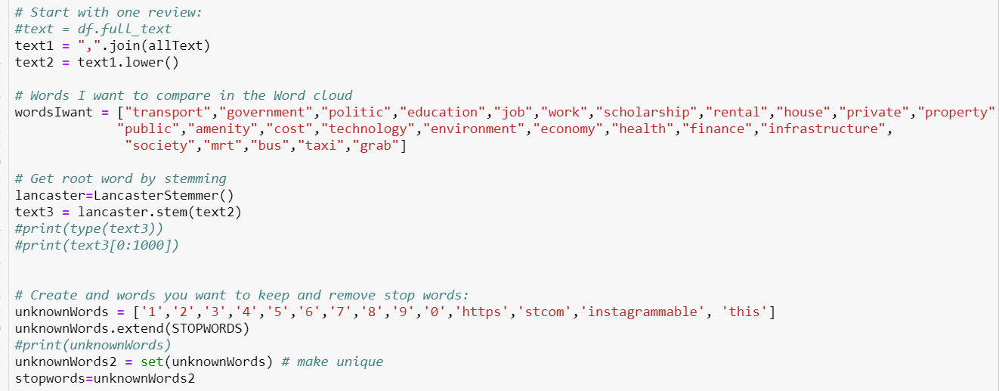 # Start with one review:
#text = df.full_text
text1 = ",".join(allText)
text2 = text1.lower()
# Words I want to compare in the Word cloud
wordsIwant = ["transport","government","politic","education","job","work","scholarship","rental","house","private","property",
"public","amenity","cost","technology","environment","economy","health","finance","infrastructure",
"society","mrt","bus","taxi","grab"]
# Get root word by stemming
lancaster=LancasterStemmer()
text3 = lancaster.stem(text2)
#print(type(text3))
#print(text3[0:1000])
# Create and words you want to keep and remove stop words:
unknownWords = ['1','2','3','4','5','6','7','8','9','0','https','stcom','instagrammable', 'this']
unknownWords.extend(STOPWORDS)
#print(unknownWords)
unknownWords2 = set(unknownWords) # make unique
stopwords=unknownWords2